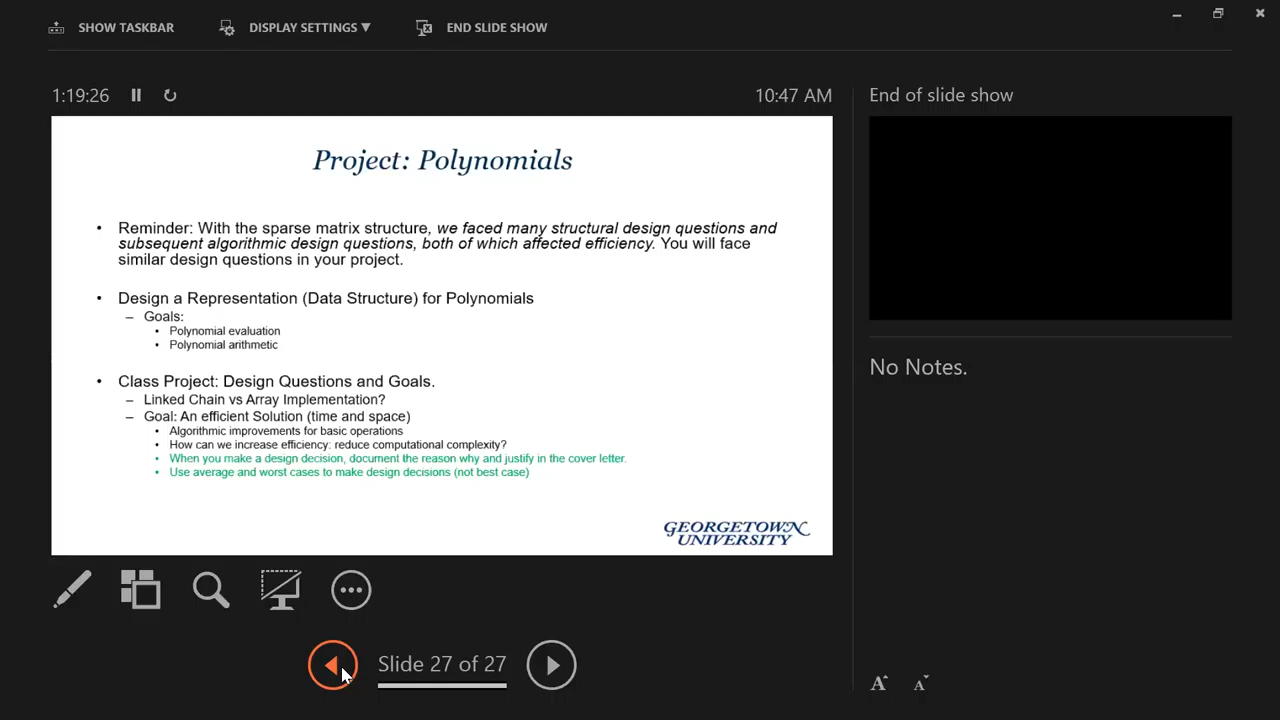 SHOW TASKBAR
DISPLAY SETTINGS ▼
END SLIDE SHOW
1:19:26
10:47 AM
End of slide show
Project: Polynomials
• Reminder: With the sparse matrix structure, we faced many structural design questions and
subsequent algorithmic design questions, both of which affected efficiency. You will face
similar design questions in your project.
• Design a Representation (Data Structure) for Polynomials
– Goals:
• Polynomial evaluation
• Polynomial arithmetic
• Class Project: Design Questions and Goals.
– Linked Chain vs Array Implementation?
– Goal: An efficient Solution (time and space)
• Algorithmic improvements for basic operations
• How can we increase efficiency: reduce computational complexity?
• When you make a design decision, document the reason why and justify in the cover letter.
• Use average and worst cases to make design decisions (not best case)
GEORGETOWN
UNIVERSITY
No Notes.
Slide 27 of 27
A A